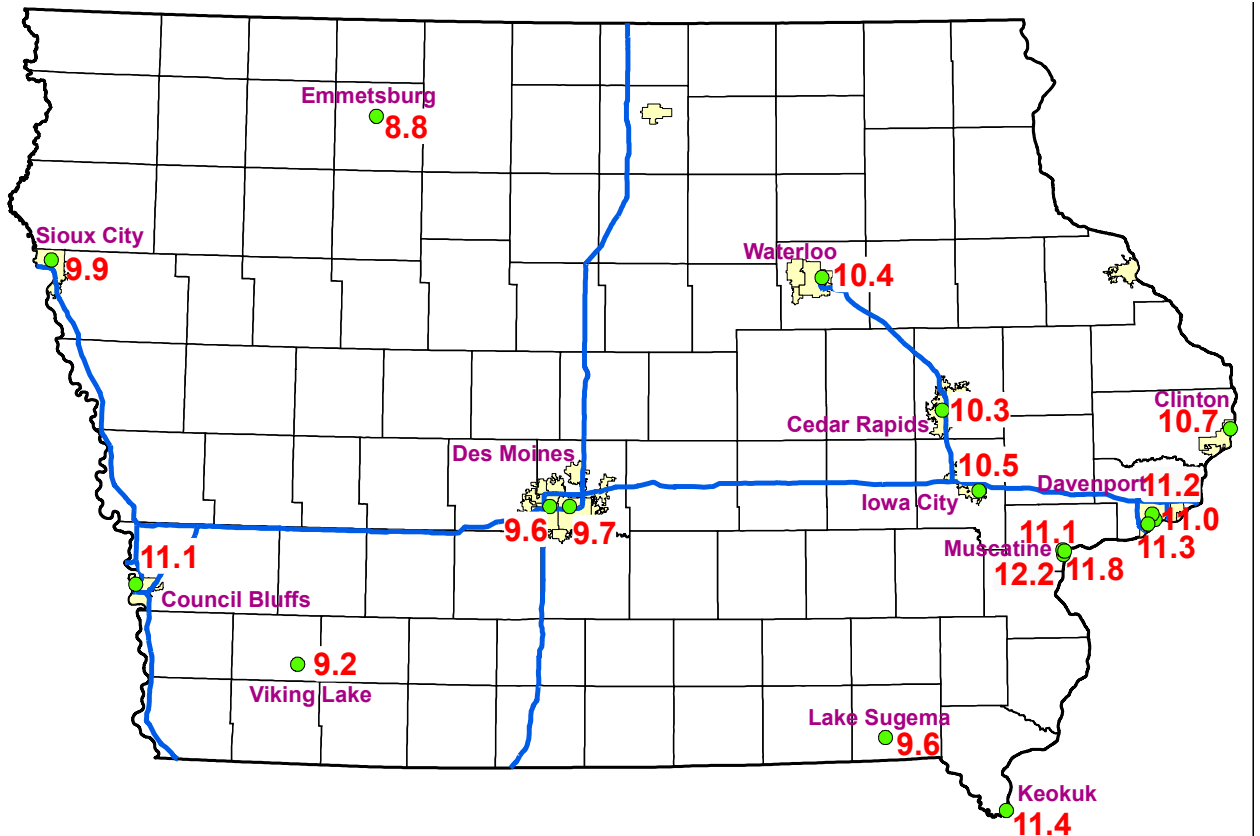 Emmetsburg
8.8
Sioux City
9.9
Waterloo
10.4
Clinton
10.7
Cedar Rapids
10.3
Des Moines
9.6
9.7
10.5
Iowa City
Davenport
11.2
11.0
11.3
11.1
Muscatine
12.2
11.8
11.1
Council Bluffs
9.2
Viking Lake
Lake Sugema
9.6
Keokuk
11.4